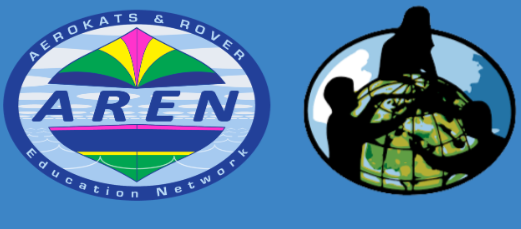 AEROKATS & ROVER
AREN
Education Network